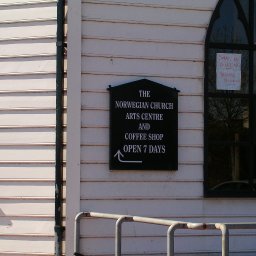 THE
NORWEGIAN CHURCH
ARTS CENTRE
AND
COFFEE SHOP
OPEN 7 DAYS